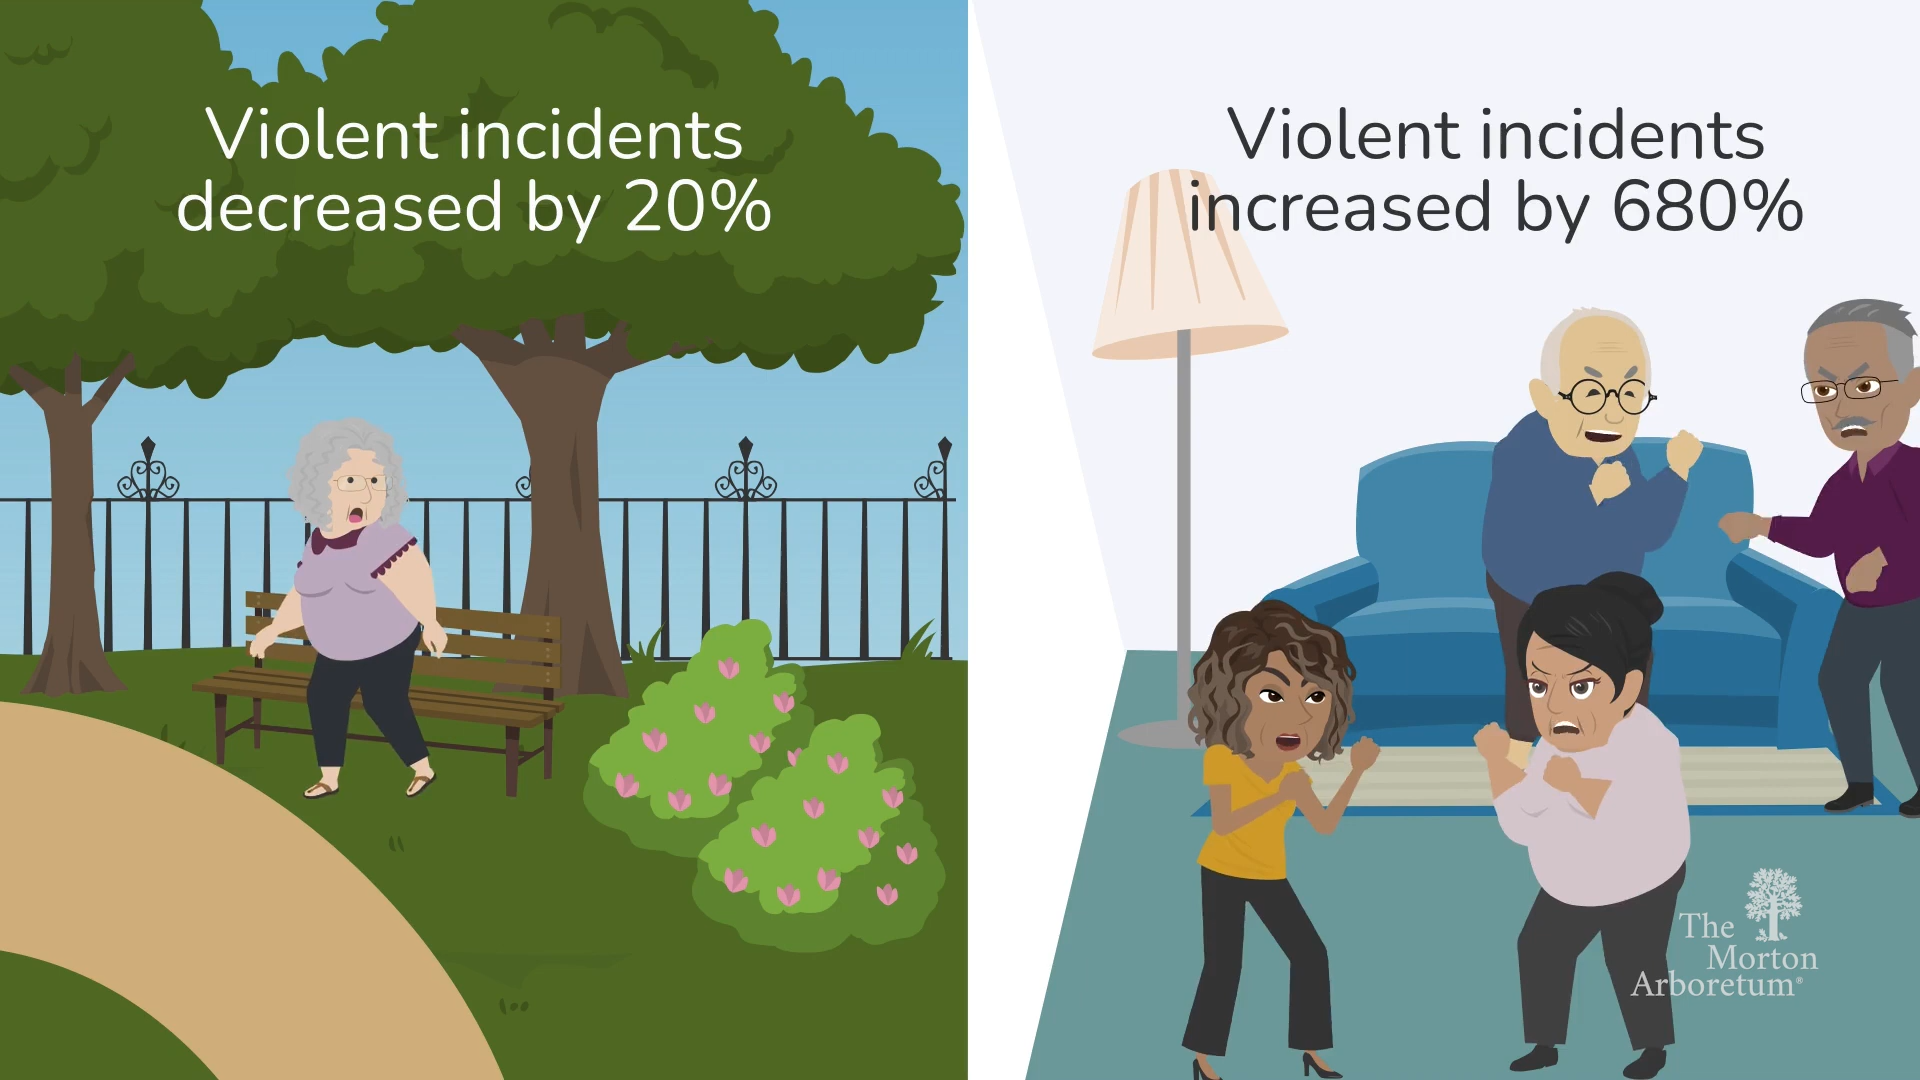 Violent incidents
decreased by 20%
Violent incidents
increased by 680%
The
Morton
Arboretum®